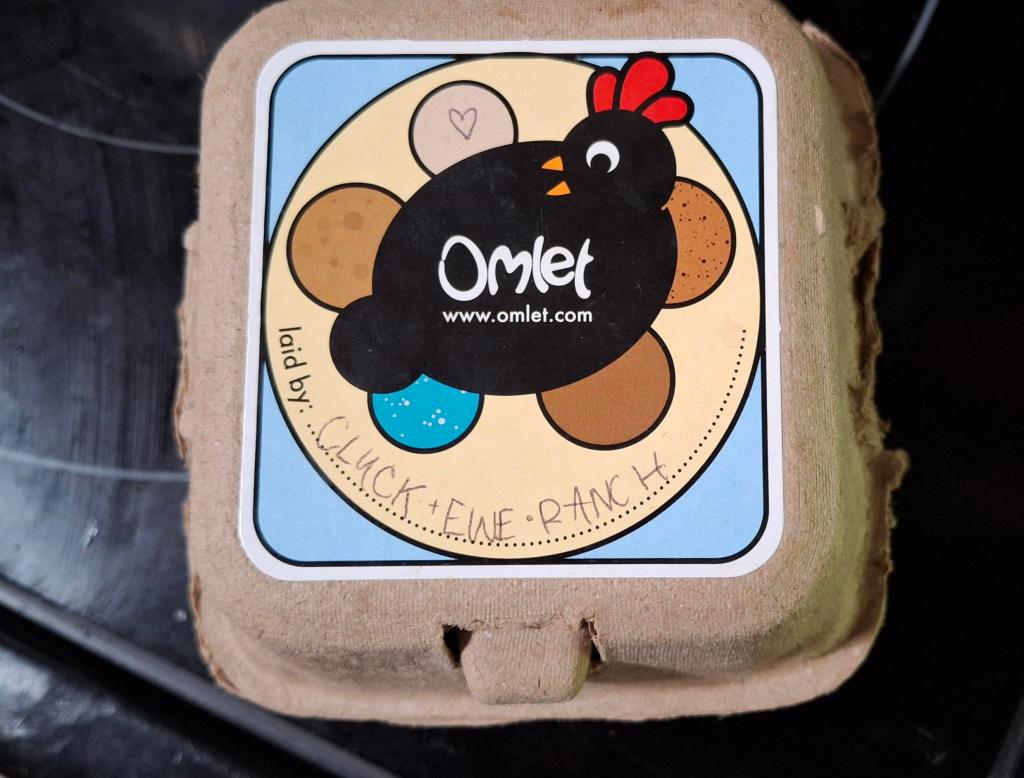 Omlet
www.omlet.com
laid by: CLUCK + EWE · RANCH